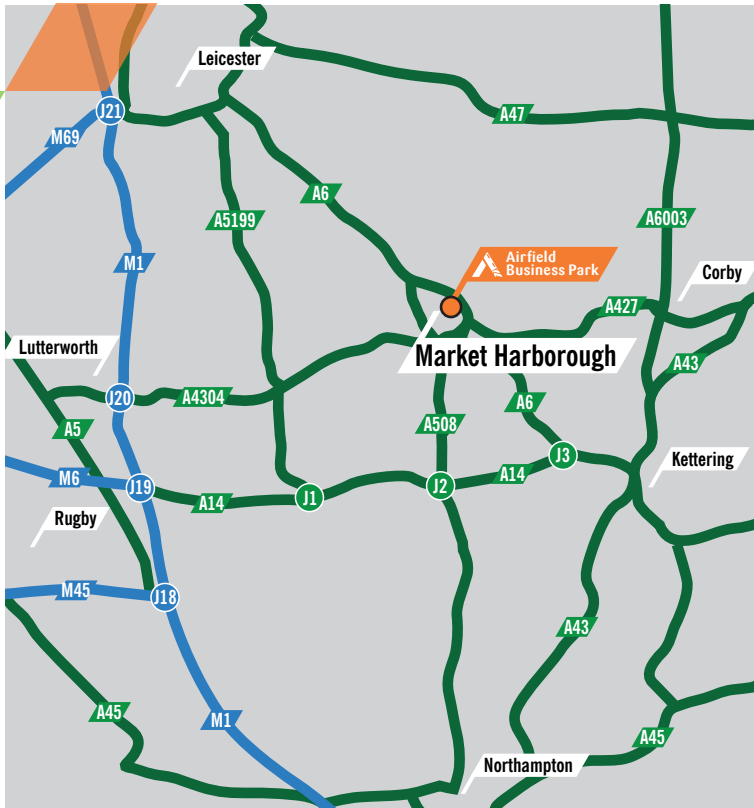 Leicester
J21
M69
A47
A6
A5199
A6003
M1
Airfield
Business Park
Corby
A427
Lutterworth
Market Harborough
A43
J20
A4304
A6
A5
A508
J3
Kettering
M6
J19
A14
J1
J2
A14
Rugby
M45
J18
A43
A45
M1
A45
Northampton